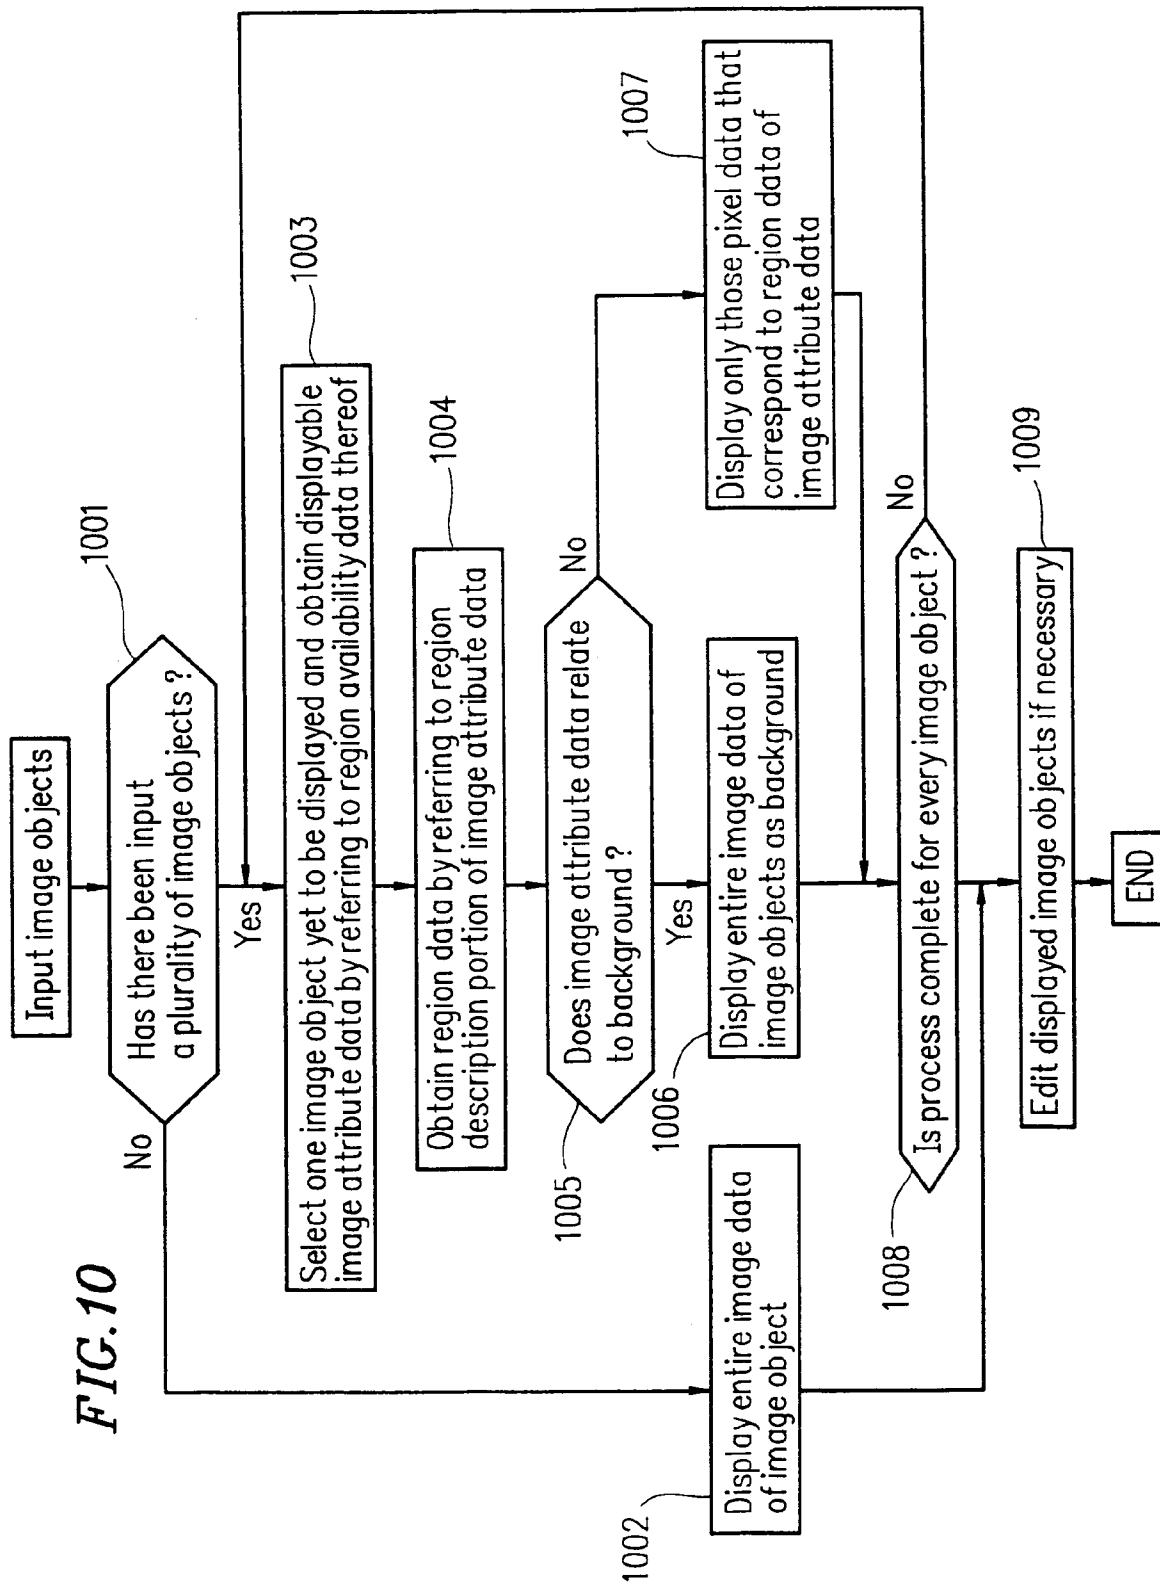 FIG.10
Input image objects
1001
Has there been input
a plurality of image objects ?
No
Yes
1003
Select one image object yet to be displayed and obtain displayable
image attribute data by referring to region availability data thereof
1004
Obtain region data by referring to region
description portion of image attribute data
1005
Does image attribute data relate
to background ?
No
Yes
1002
Display entire image data
of image object
1006
Display entire image data of
image objects as background
1007
Display only those pixel data that
correspond to region data of
image attribute data
1008
Is process complete for every image object ?
No
1009
Edit displayed image objects if necessary
END